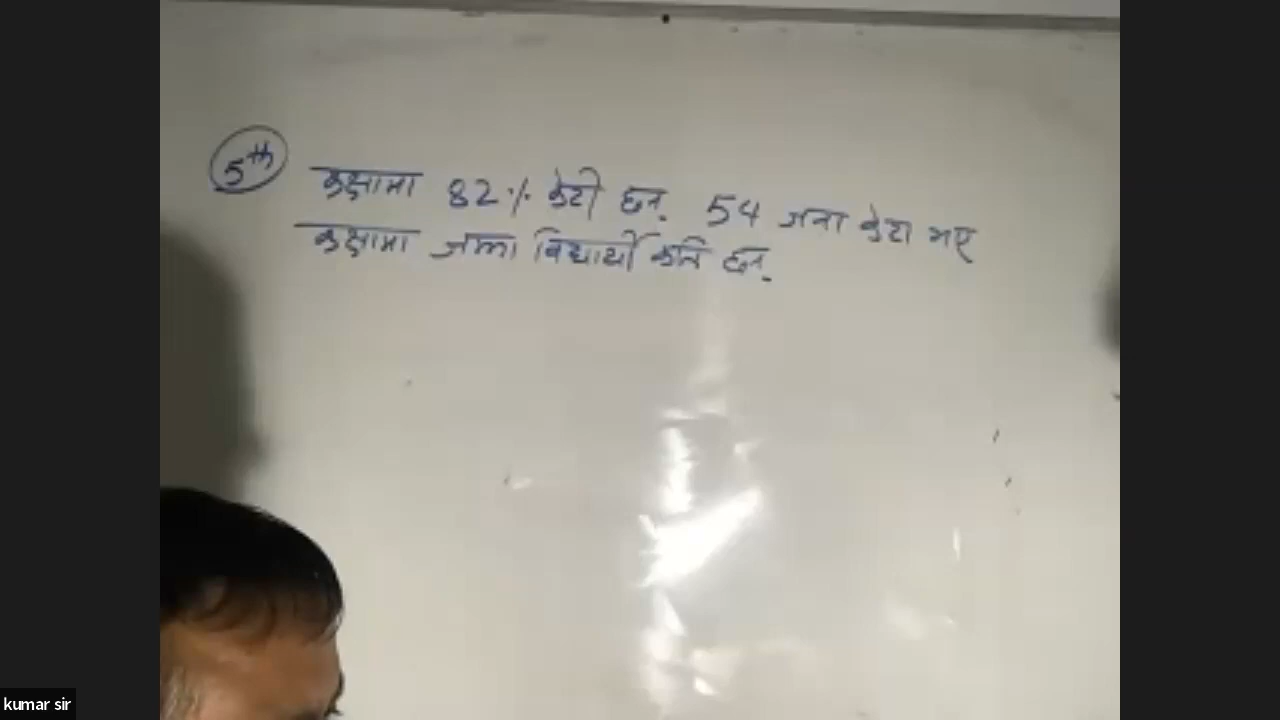 5th कक्षामा 82% केटी छन्. 54 जना केटा भए
कक्षामा जम्मा विद्यार्थी कति छन्.
kumar sir